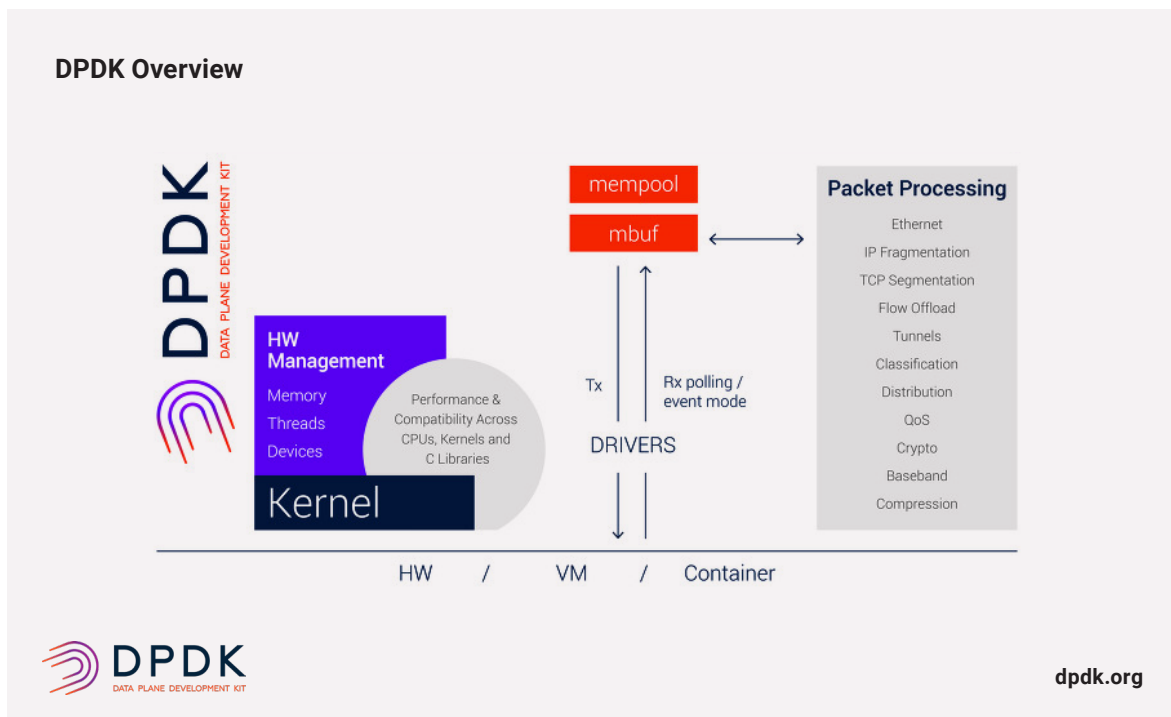 DPDK Overview
DPDK
DATA PLANE DEVELOPMENT KIT
HW
Management
Memory
Threads
Devices
Performance &
Compatibility Across
CPUs, Kernels and
C Libraries
Kernel
mempool
mbuf
Tx
Rx polling /
event mode
DRIVERS
Packet Processing
Ethernet
IP Fragmentation
TCP Segmentation
Flow Offload
Tunnels
Classification
Distribution
QoS
Crypto
Baseband
Compression
HW / VM / Container
DPDK
DATA PLANE DEVELOPMENT KIT
dpdk.org